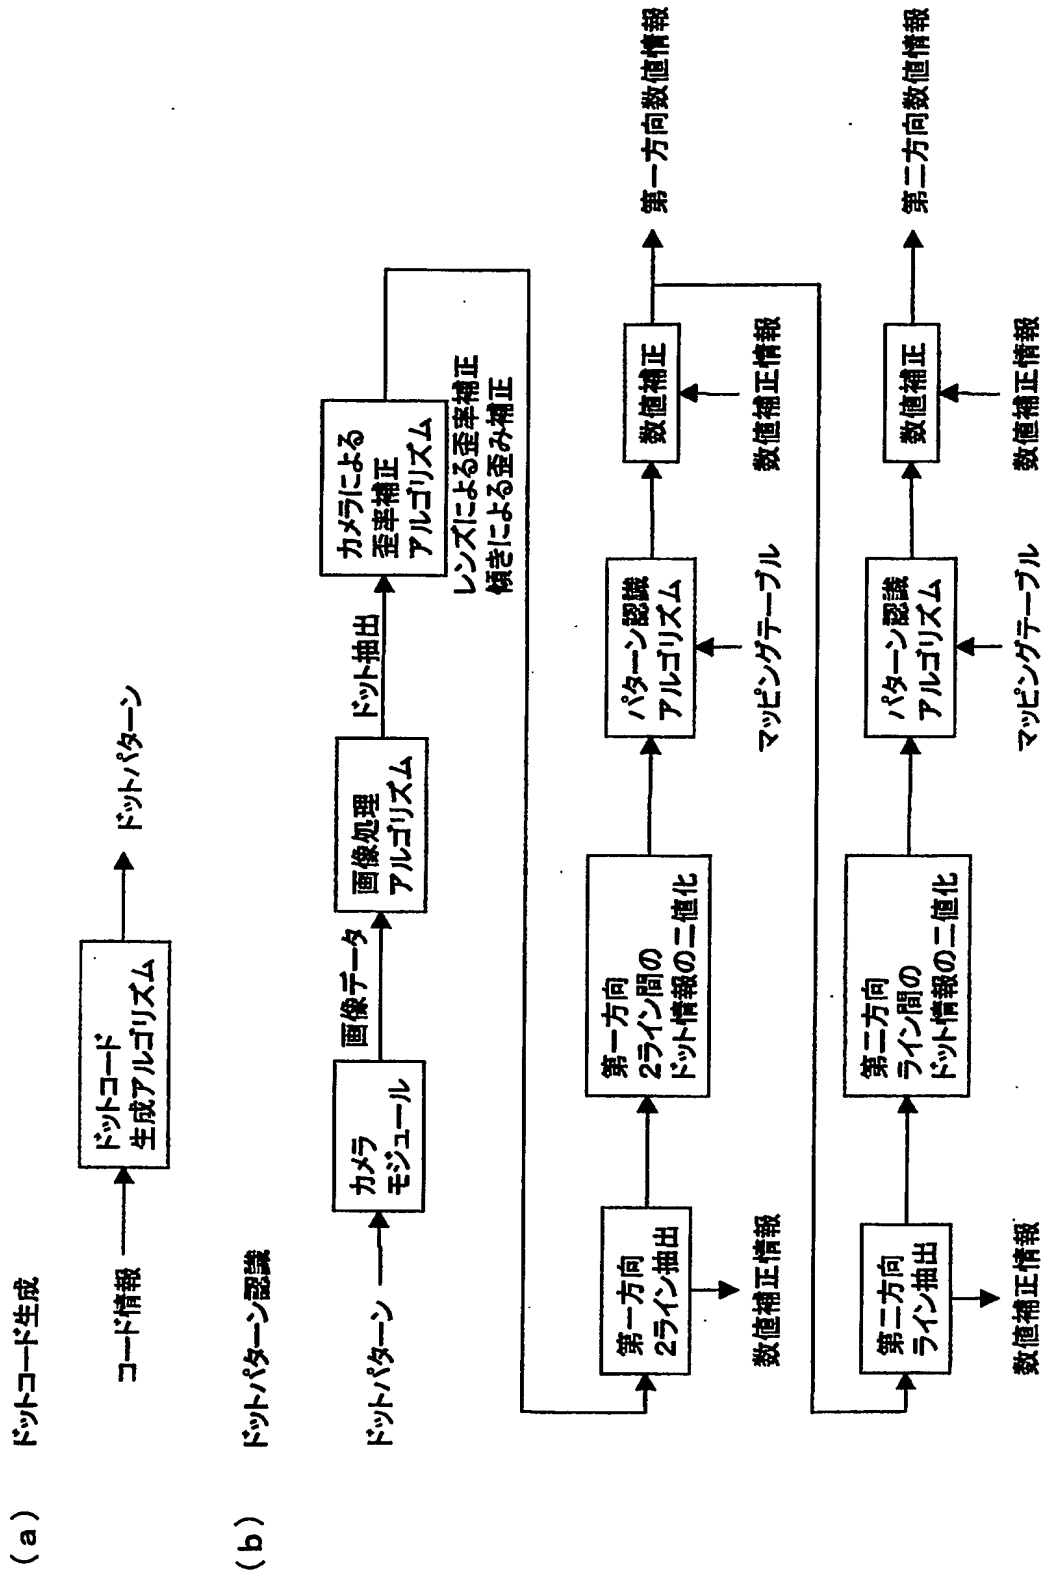 (a) ドットコード生成
コード情報
ドットコード
生成アルゴリズム
ドットパターン
(b) ドットパターン認識
ドットパターン
カメラ
モジュール
画像データ
画像処理
アルゴリズム
ドット抽出
カメラによる
歪率補正
アルゴリズム
レンズによる歪率補正
傾きによる歪み補正
第一方向
2ライン抽出
数値補正情報
第一方向
2ライン間の
ドット情報の二値化
パターン認識
アルゴリズム
マッピングテーブル
数値補正
数値補正情報
第一方向数値情報
第二方向
ライン抽出
数値補正情報
第二方向
ライン間の
ドット情報の二値化
パターン認識
アルゴリズム
マッピングテーブル
数値補正
数値補正情報
第二方向数値情報